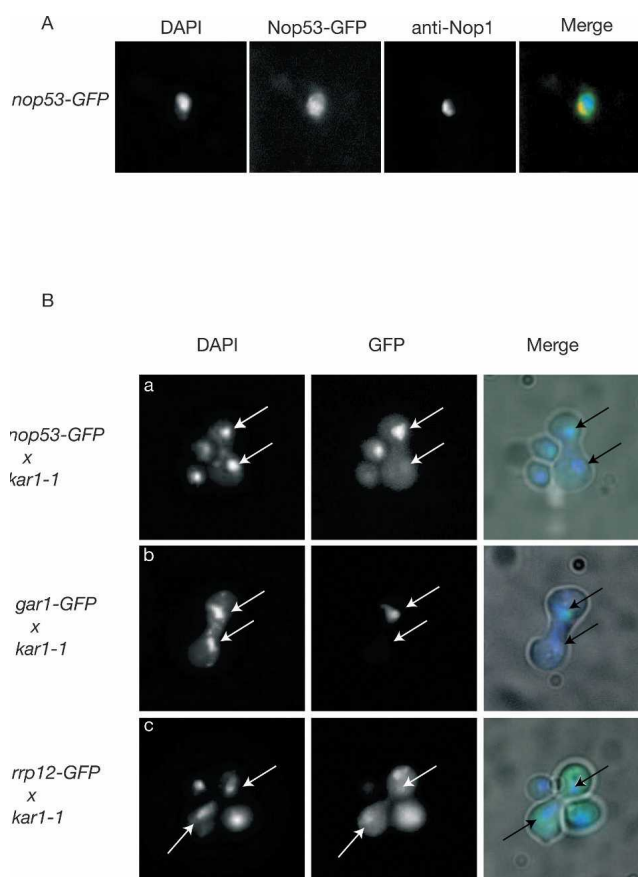 A
DAPI Nop53-GFP anti-Nop1 Merge
nop53-GFP
B
DAPI GFP Merge
a
nop53-GFP
x
kar1-1
b
gar1-GFP
x
kar1-1
c
rrp12-GFP
x
kar1-1